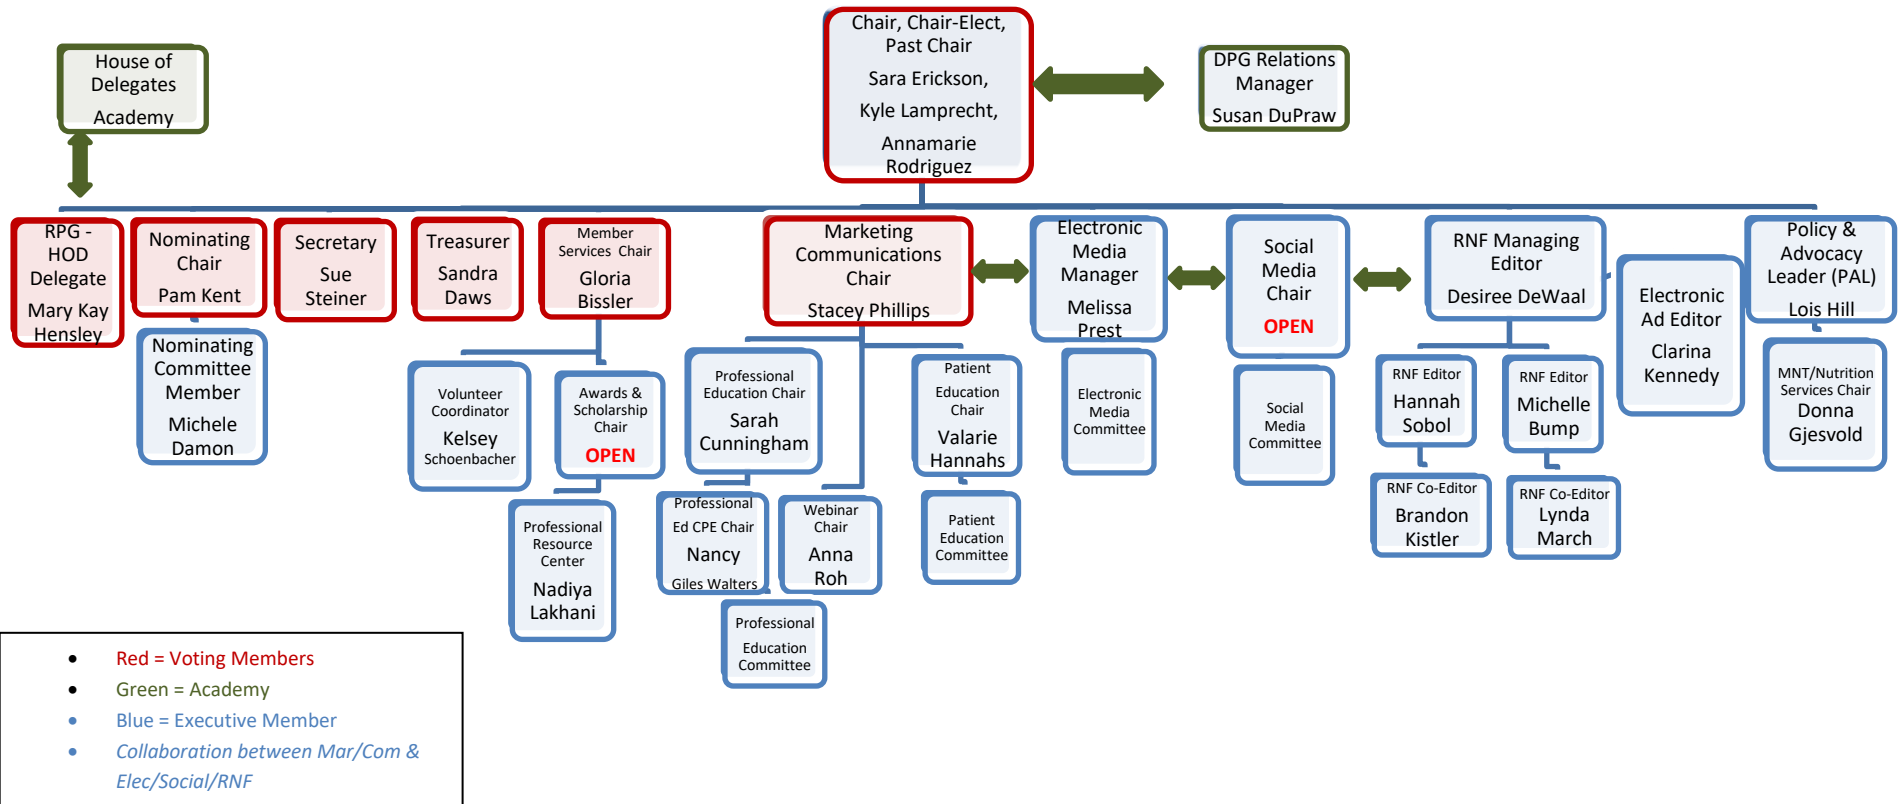 Chair, Chair-Elect,
Past Chair
Sara Erickson,
Kyle Lamprecht,
Annamarie
Rodriguez
House of
Delegates
Academy
DPG Relations
Manager
Susan DuPraw
RPG -
HOD
Delegate
Mary Kay
Hensley
Nominating
Chair
Pam Kent
Secretary
Sue
Steiner
Treasurer
Sandra
Daws
Member
Services Chair
Gloria
Bissler
Marketing
Communications
Chair
Stacey Phillips
Electronic
Media
Manager
Melissa
Prest
Social
Media
Chair
OPEN
RNF Managing
Editor
Desiree DeWaal
Electronic
Ad Editor
Clarina
Kennedy
Policy &
Advocacy
Leader (PAL)
Lois Hill
Nominating
Committee
Member
Michele
Damon
Volunteer
Coordinator
Kelsey
Schoenbacher
Awards &
Scholarship
Chair
OPEN
Professional
Education Chair
Sarah
Cunningham
Patient
Education
Chair
Valarie
Hannahs
Electronic
Media
Committee
Social
Media
Committee
RNF Editor
Hannah
Sobol
RNF Editor
Michelle
Bump
MNT/Nutrition
Services Chair
Donna
Gjesvold
Professional
Resource
Center
Nadiya
Lakhani
Professional
Ed CPE Chair
Nancy
Giles Walters
Webinar
Chair
Anna
Roh
Patient
Education
Committee
RNF Co-Editor
Brandon
Kistler
RNF Co-Editor
Lynda
March
Professional
Education
Committee
• Red = Voting Members
• Green = Academy
• Blue = Executive Member
• Collaboration between Mar/Com &
Elec/Social/RNF